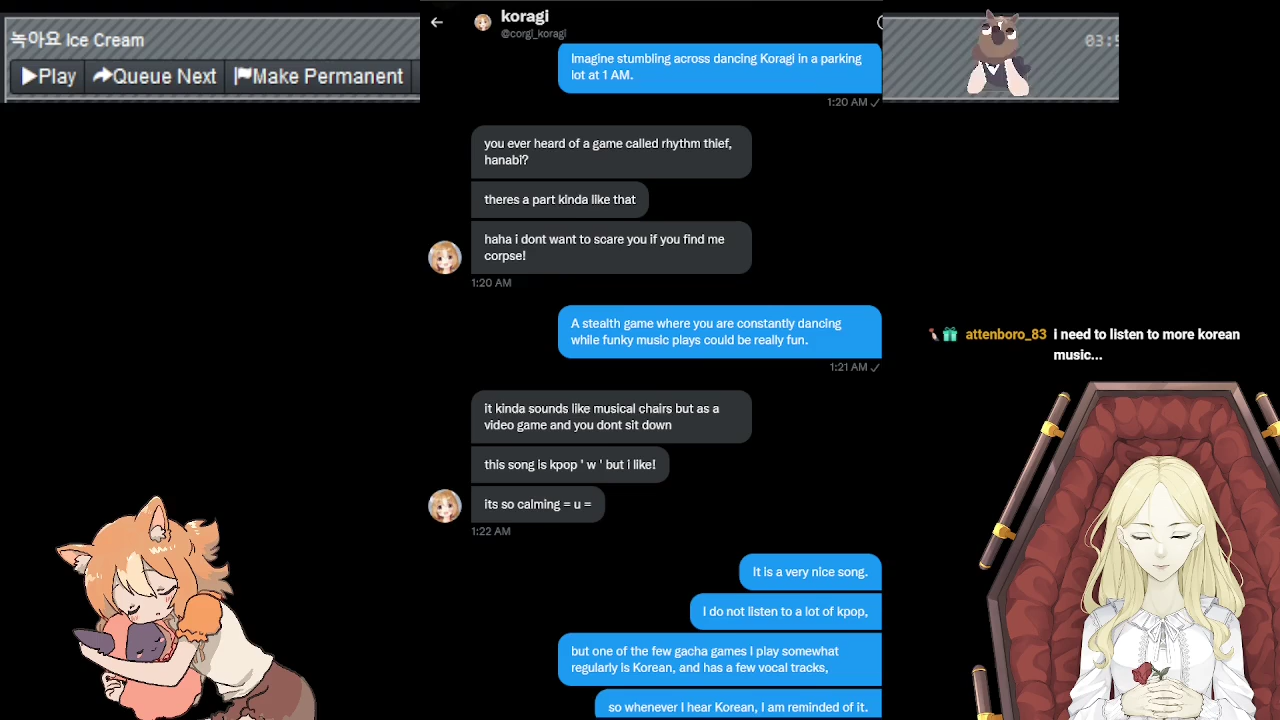 녹아요 Ice Cream
▶Play
Queue Next
Make Permanent
koragi
@corgi_koragi
Imagine stumbling across dancing Koragi in a parking
lot at 1 AM.
1:20 AM
you ever heard of a game called rhythm thief,
hanabi?
theres a part kinda like that
haha i dont want to scare you if you find me
corpse!
1:20 AM
A stealth game where you are constantly dancing
while funky music plays could be really fun.
1:21 AM
it kinda sounds like musical chairs but as a
video game and you dont sit down
this song is kpop ' w ' but i like!
its so calming = u =
1:22 AM
It is a very nice song.
I do not listen to a lot of kpop,
but one of the few gacha games I play somewhat
regularly is Korean, and has a few vocal tracks,
so whenever I hear Korean, I am reminded of it.
attenboro_83 i need to listen to more korean
music...